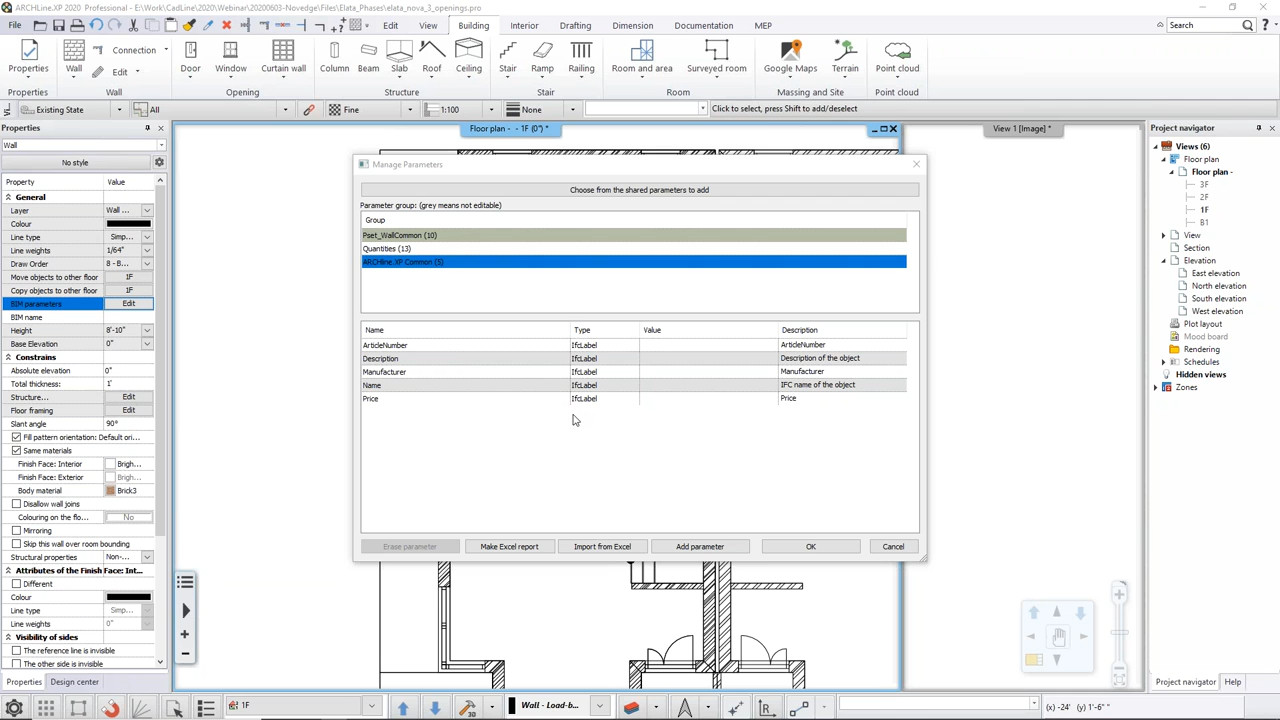 ARCHLine.XP 2020 Professional - E:\Work\CadLine\2020\Webinar\20200603-Novedge\Files\Elata_Phases\elata_nova_3_openings.pro
File Edit View Building Interior Drafting Dimension Documentation MEP Search
Properties Wall Connection Edit Door Window Curtain wall Column Beam Slab Roof Ceiling Stair Ramp Railing Room and area Surveyed room Google Maps Terrain Point cloud
Properties Wall Opening Structure Stair Room Massing and Site Point cloud
Existing State All Fine 1:100 None Click to select, press Shift to add/deselect
Properties
Wall
No style
Property Value
General
Layer Wall ...
Colour
Line type Simp...
Line weights 1/64"
Draw Order 8 - B...
Move objects to other floor 1F
Copy objects to other floor 1F
BIM parameters Edit
BIM name
Height 8'-10"
Base Elevation 0"
Constrains
Absolute elevation 0"
Total thickness: 1'
Structure... Edit
Floor framing Edit
Slant angle 90°
Fill pattern orientation: Default ori...
Same materials
Finish Face: Interior Brigh...
Finish Face: Exterior Brigh...
Body material Brick3
Disallow wall joins
Colouring on the flo... No
Mirroring
Skip this wall over room bounding
Structural properties Non-...
Attributes of the Finish Face: Int...
Different
Colour
Line type Simp...
Line weights 0"
Visibility of sides
The reference line is invisible
The other side is invisible
Properties Design center
Floor plan - - 1F (0") *
View 1 [Image] *
Manage Parameters
Choose from the shared parameters to add
Parameter group: (grey means not editable)
Group
Pset_WallCommon (10)
Quantities (13)
ARCHline.XP Common (5)
Name Type Value Description
ArticleNumber IfcLabel ArticleNumber
Description IfcLabel Description of the object
Manufacturer IfcLabel Manufacturer
Name IfcLabel IFC name of the object
Price IfcLabel Price
Erase parameter Make Excel report Import from Excel Add parameter OK Cancel
Project navigator
Views (6)
Floor plan
Floor plan -
3F
2F
1F
B1
View
Section
Elevation
East elevation
North elevation
South elevation
West elevation
Plot layout
Mood board
Rendering
Schedules
Hidden views
Zones
Project navigator Help
1F Wall - Load-b... (x) -24' (y) 1'-6"